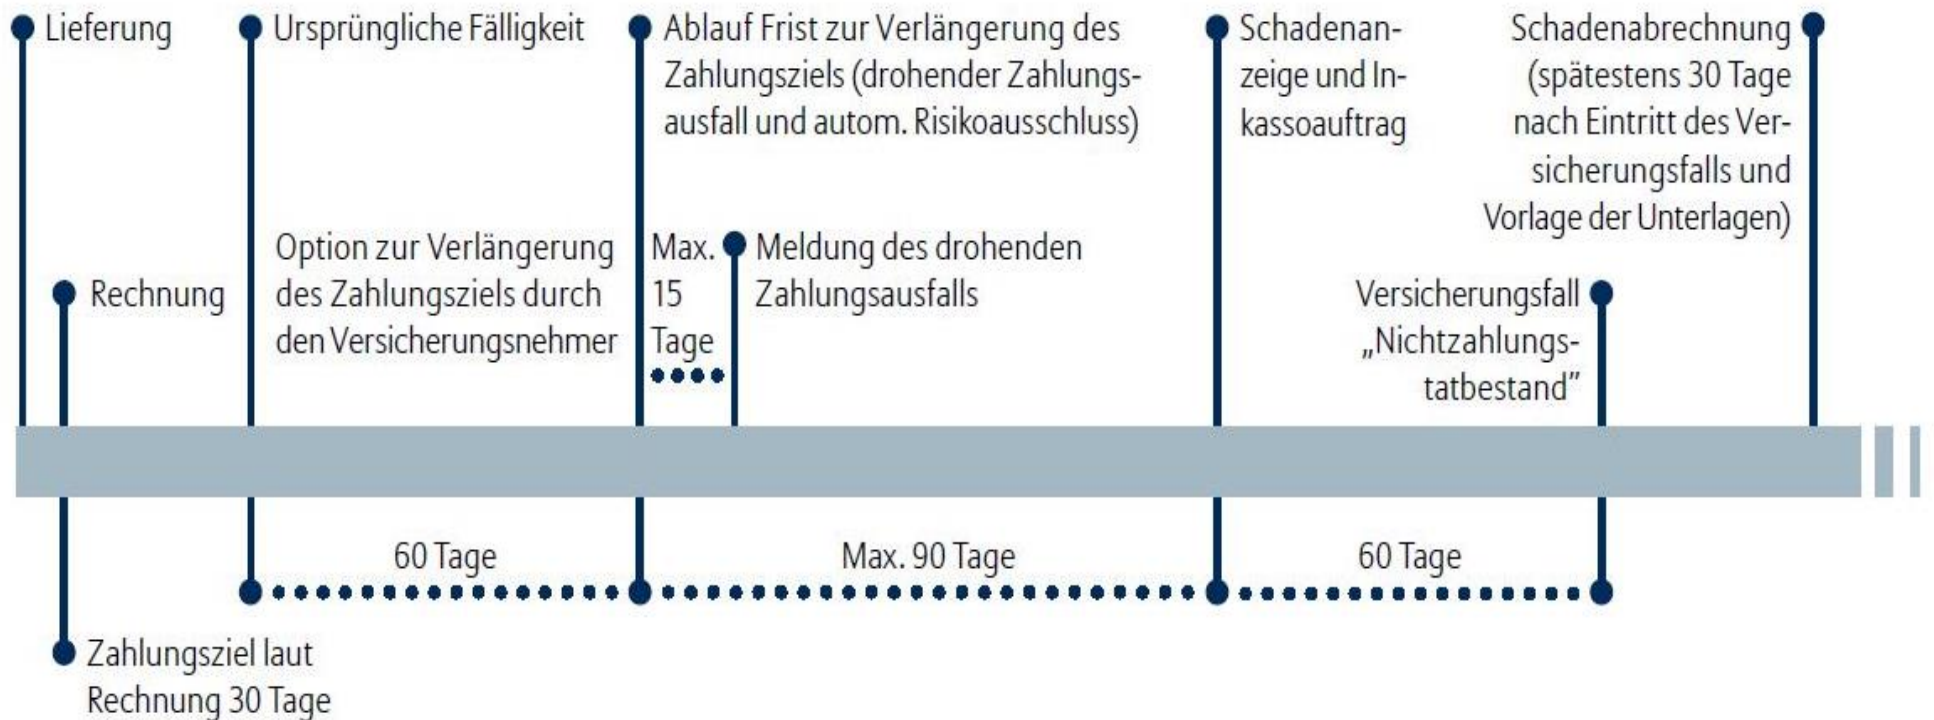 Lieferung
Ursprüngliche Fälligkeit
Ablauf Frist zur Verlängerung des
Zahlungsziels (drohender Zahlungs-
ausfall und autom. Risikoausschluss)
Schadenan-
zeige und In-
kassoauftrag
Schadenabrechnung
(spätestens 30 Tage
nach Eintritt des Ver-
sicherungsfalls und
Vorlage der Unterlagen)
Rechnung
Option zur Verlängerung
des Zahlungsziels durch
den Versicherungsnehmer
Max.
15
Tage
Meldung des drohenden
Zahlungsausfalls
Versicherungsfall
„Nichtzahlungs-
tatbestand”
60 Tage
Max. 90 Tage
60 Tage
Zahlungsziel laut
Rechnung 30 Tage